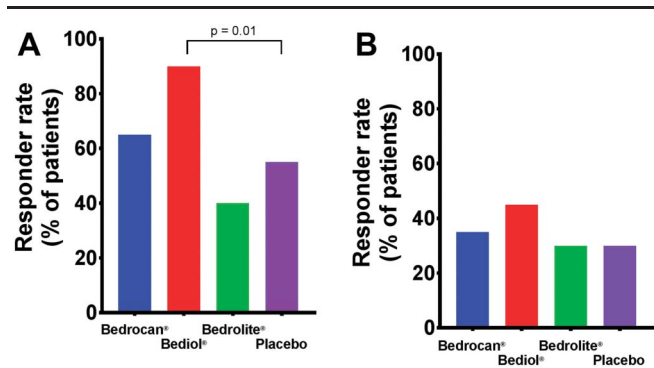 A
p = 0.01
Responder rate
(% of patients)
100
80
60
40
20
0
Bedrocan®
Bediol®
Bedrolite®
Placebo
B
Responder rate
(% of patients)
100
80
60
40
20
0
Bedrocan®
Bediol®
Bedrolite®
Placebo